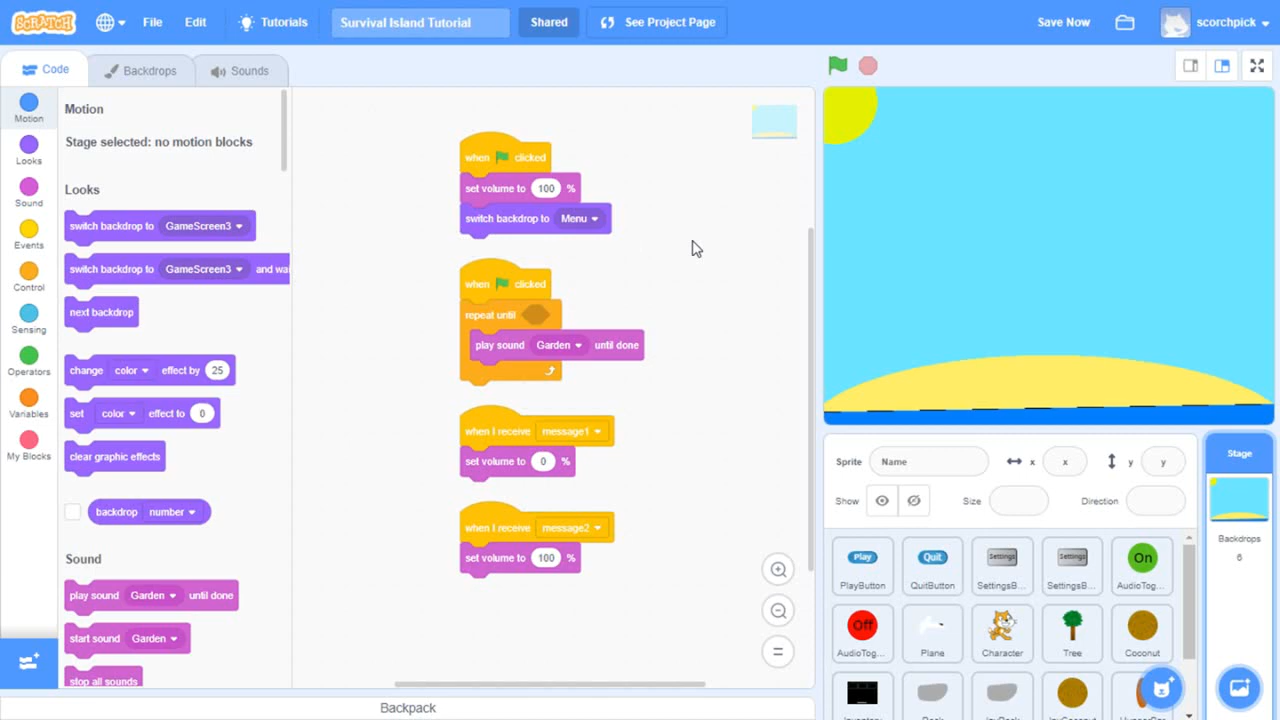 SCRATCH File Edit Tutorials Survival Island Tutorial Shared See Project Page Save Now scorchpick
Code Backdrops Sounds
Motion
Looks
Sound
Events
Control
Sensing
Operators
Variables
My Blocks
Motion
Stage selected: no motion blocks
Looks
switch backdrop to GameScreen3
switch backdrop to GameScreen3 and wai
next backdrop
change color effect by 25
set color effect to 0
clear graphic effects
backdrop number
Sound
play sound Garden until done
start sound Garden
stop all sounds
when clicked
set volume to 100 %
switch backdrop to Menu
when clicked
repeat until
play sound Garden until done
when I receive message1
set volume to 0 %
when I receive message2
set volume to 100 %
Backpack
Sprite Name x x y y
Show Size Direction
Play Quit Settings Settings On
PlayButton QuitButton SettingsB... SettingsB... AudioTog...
Off
AudioTog... Plane Character Tree Coconut
Stage
Backdrops
6